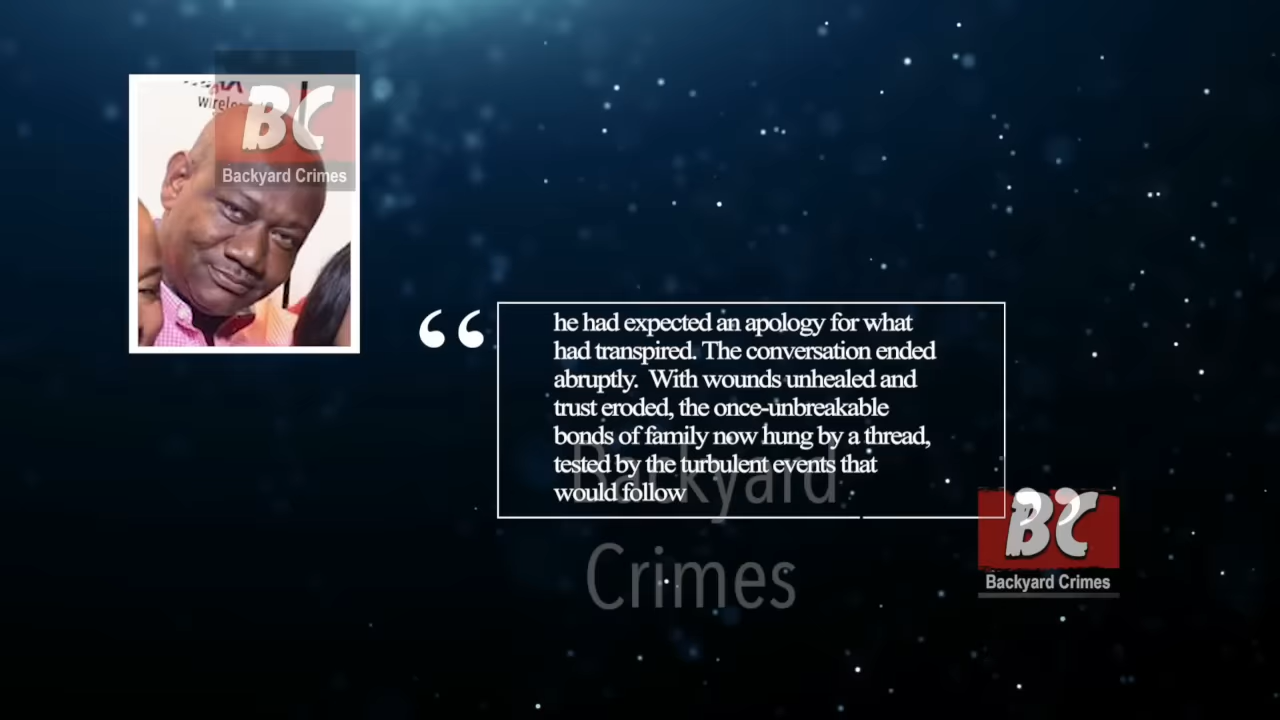 BC
Backyard Crimes
he had expected an apology for what
had transpired. The conversation ended
abruptly.  With wounds unhealed and
trust eroded, the once-unbreakable
bonds of family now hung by a thread,
tested by the turbulent events that
would follow
Backyard
Crimes
BC
Backyard Crimes